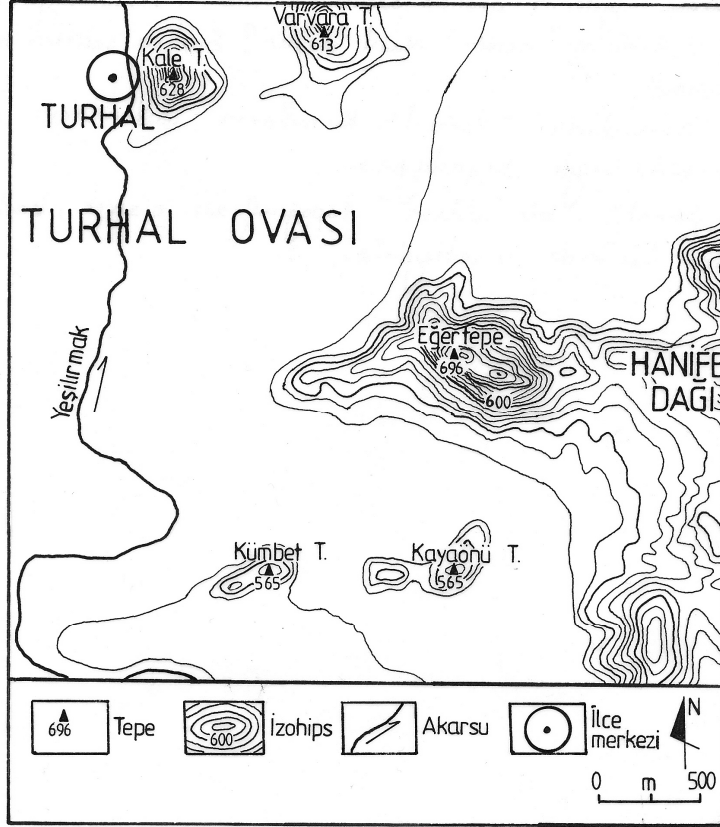 Varvara T.
613
Kale T.
628
TURHAL
TURHAL OVASI
Yeşilırmak
Eğertepe
696
600
HANİFE
DAĞI
Kümbet T.
565
Kayaönü T.
565
696
Tepe
600
İzohips
Akarsu
İlce
merkezi
N
0 m 500